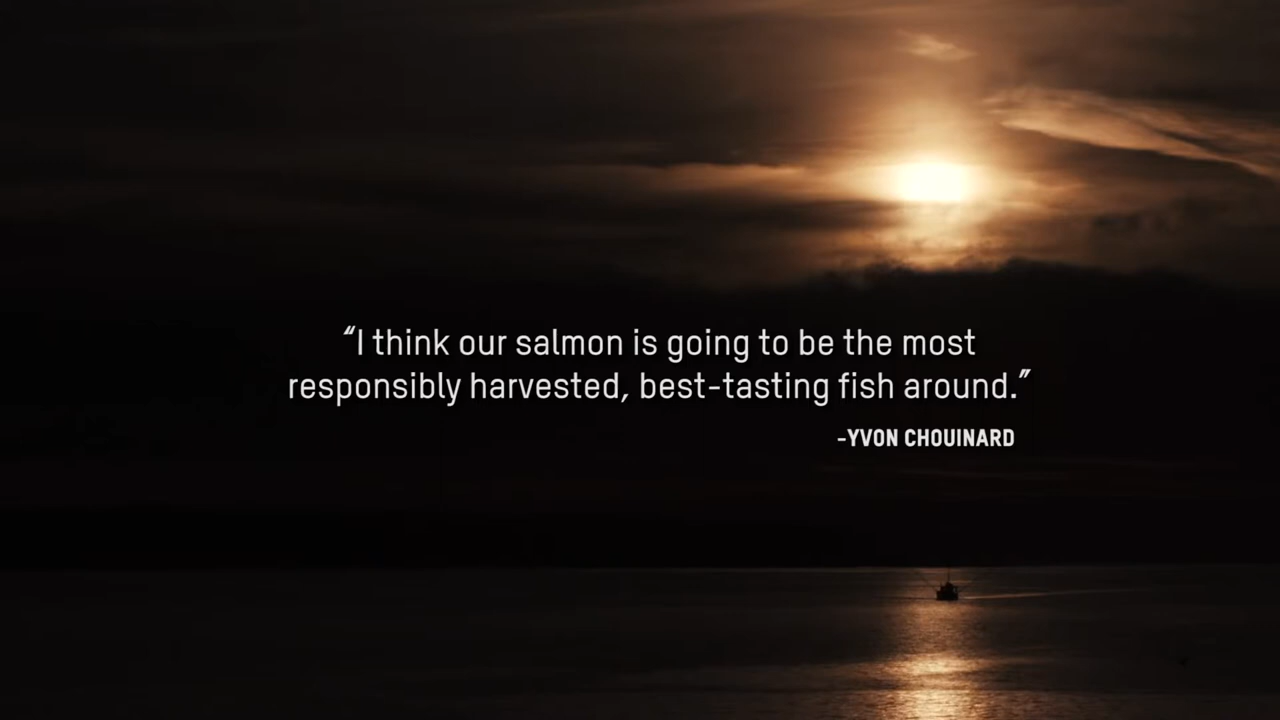 “I think our salmon is going to be the most
responsibly harvested, best-tasting fish around.”
-YVON CHOUINARD